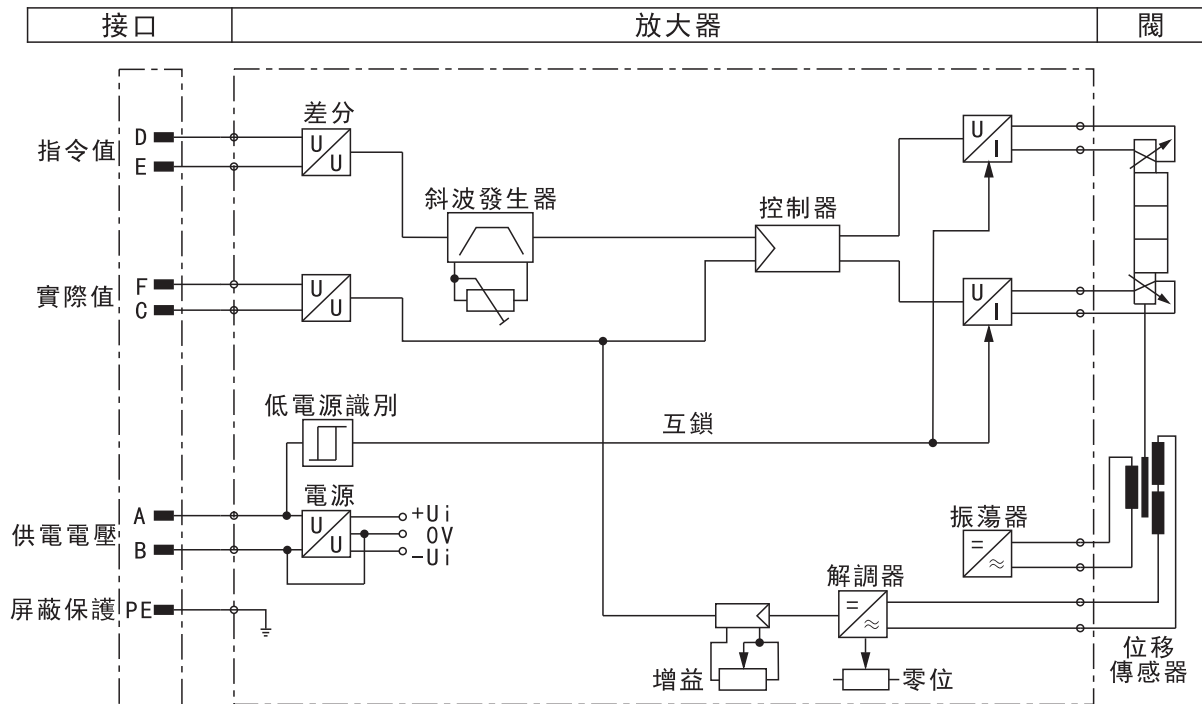 接口
放大器
閥
差分
指令值
D
E
U
U
U
I
斜波發生器
控制器
實際值
F
C
U
U
U
I
低電源識別
互鎖
電源
供電電壓
A
B
U
U
+Ui
0V
-Ui
振蕩器
=
≈
屏蔽保護
PE
解調器
=
≈
增益
零位
位移
傳感器